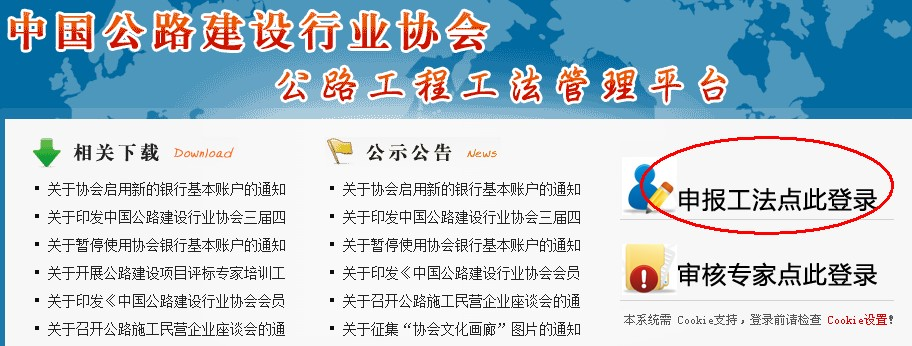 中国公路建设行业协会
公路工程工法管理平台
相关下载 Download
关于协会启用新的银行基本账户的通知
关于印发中国公路建设行业协会三届四
关于暂停使用协会银行基本账户的通知
关于开展公路建设项目评标专家培训工
关于印发《中国公路建设行业协会会员
关于召开公路施工民营企业座谈会的通
公示公告 News
关于协会启用新的银行基本账户的通知
关于印发中国公路建设行业协会三届四
关于暂停使用协会银行基本账户的通知
关于印发《中国公路建设行业协会会员
关于召开公路施工民营企业座谈会的通
关于征集“协会文化画廊”图片的通知
申报工法点此登录
审核专家点此登录
本系统需 Cookie支持，登录前请检查 Cookie设置!